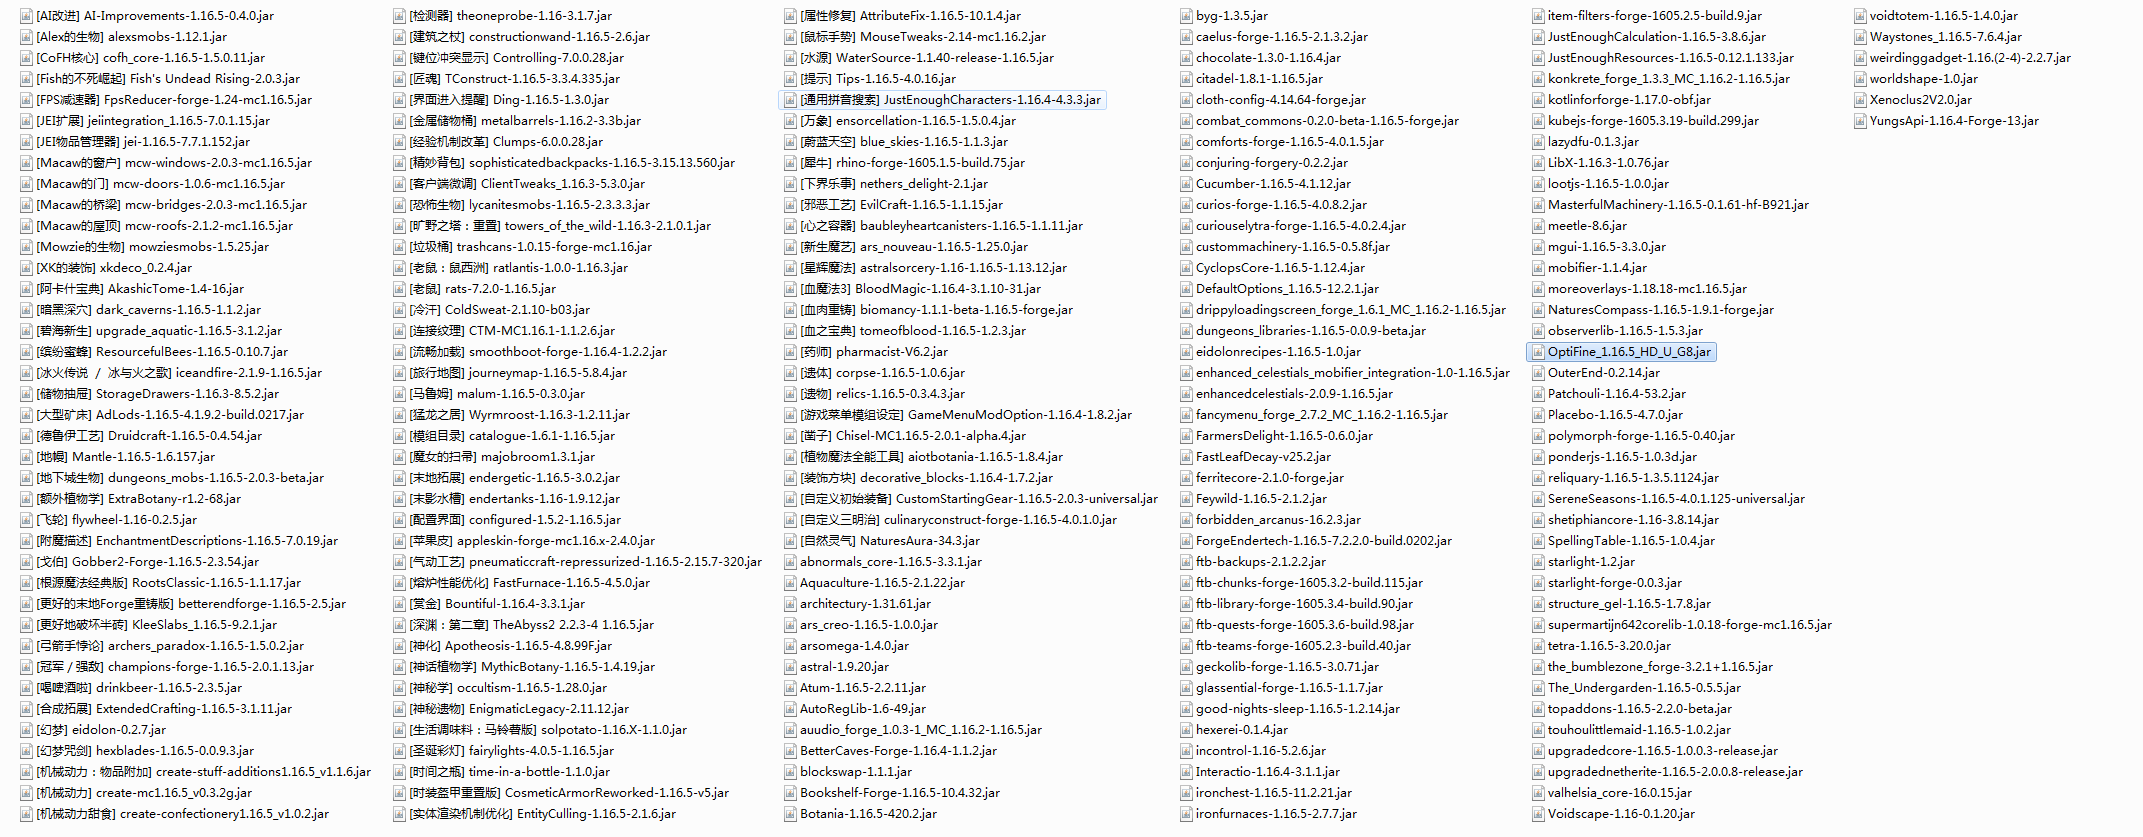 [AI改进] AI-Improvements-1.16.5-0.4.0.jar
[Alex的生物] alexsmobs-1.12.1.jar
[CoFH核心] cofh_core-1.16.5-1.5.0.11.jar
[Fish的不死崛起] Fish's Undead Rising-2.0.3.jar
[FPS减速器] FpsReducer-forge-1.24-mc1.16.5.jar
[JEI扩展] jeiintegration_1.16.5-7.0.1.15.jar
[JEI物品管理器] jei-1.16.5-7.7.1.152.jar
[Macaw的窗户] mcw-windows-2.0.3-mc1.16.5.jar
[Macaw的门] mcw-doors-1.0.6-mc1.16.5.jar
[Macaw的桥梁] mcw-bridges-2.0.3-mc1.16.5.jar
[Macaw的屋顶] mcw-roofs-2.1.2-mc1.16.5.jar
[Mowzie的生物] mowziesmobs-1.5.25.jar
[XK的装饰] xkdeco_0.2.4.jar
[阿卡什宝典] AkashicTome-1.4-16.jar
[暗黑深穴] dark_caverns-1.16.5-1.1.2.jar
[碧海新生] upgrade_aquatic-1.16.5-3.1.2.jar
[缤纷蜜蜂] ResourcefulBees-1.16.5-0.10.7.jar
[冰火传说 / 冰与火之歌] iceandfire-2.1.9-1.16.5.jar
[储物抽屉] StorageDrawers-1.16.3-8.5.2.jar
[大型矿床] AdLods-1.16.5-4.1.9.2-build.0217.jar
[德鲁伊工艺] Druidcraft-1.16.5-0.4.54.jar
[地幔] Mantle-1.16.5-1.6.157.jar
[地下城生物] dungeons_mobs-1.16.5-2.0.3-beta.jar
[额外植物学] ExtraBotany-r1.2-68.jar
[飞轮] flywheel-1.16-0.2.5.jar
[附魔描述] EnchantmentDescriptions-1.16.5-7.0.19.jar
[戈伯] Gobber2-Forge-1.16.5-2.3.54.jar
[根源魔法经典版] RootsClassic-1.16.5-1.1.17.jar
[更好的末地Forge重铸版] betterendforge-1.16.5-2.5.jar
[更好地破坏半砖] KleeSlabs_1.16.5-9.2.1.jar
[弓箭手悖论] archers_paradox-1.16.5-1.5.0.2.jar
[冠军 / 强敌] champions-forge-1.16.5-2.0.1.13.jar
[喝啤酒啦] drinkbeer-1.16.5-2.3.5.jar
[合成拓展] ExtendedCrafting-1.16.5-3.1.11.jar
[幻梦] eidolon-0.2.7.jar
[幻梦咒剑] hexblades-1.16.5-0.0.9.3.jar
[机械动力：物品附加] create-stuff-additions1.16.5_v1.1.6.jar
[机械动力] create-mc1.16.5_v0.3.2g.jar
[机械动力甜食] create-confectionery1.16.5_v1.0.2.jar
[检测器] theoneprobe-1.16-3.1.7.jar
[建筑之杖] constructionwand-1.16.5-2.6.jar
[键位冲突显示] Controlling-7.0.0.28.jar
[匠魂] TConstruct-1.16.5-3.3.4.335.jar
[界面进入提醒] Ding-1.16.5-1.3.0.jar
[金属储物桶] metalbarrels-1.16.2-3.3b.jar
[经验机制改革] Clumps-6.0.0.28.jar
[精妙背包] sophisticatedbackpacks-1.16.5-3.15.13.560.jar
[客户端微调] ClientTweaks_1.16.3-5.3.0.jar
[恐怖生物] lycanitesmobs-1.16.5-2.3.3.3.jar
[旷野之塔：重置] towers_of_the_wild-1.16.3-2.1.0.1.jar
[垃圾桶] trashcans-1.0.15-forge-mc1.16.jar
[老鼠：鼠西洲] ratlantis-1.0.0-1.16.3.jar
[老鼠] rats-7.2.0-1.16.5.jar
[冷汗] ColdSweat-2.1.10-b03.jar
[连接纹理] CTM-MC1.16.1-1.1.2.6.jar
[流畅加载] smoothboot-forge-1.16.4-1.2.2.jar
[旅行地图] journeymap-1.16.5-5.8.4.jar
[马鲁姆] malum-1.16.5-0.3.0.jar
[猛龙之居] Wyrmroost-1.16.3-1.2.11.jar
[模组目录] catalogue-1.6.1-1.16.5.jar
[魔女的扫帚] majobroom1.3.1.jar
[末地拓展] endergetic-1.16.5-3.0.2.jar
[末影水槽] endertanks-1.16-1.9.12.jar
[配置界面] configured-1.5.2-1.16.5.jar
[苹果皮] appleskin-forge-mc1.16.x-2.4.0.jar
[气动工艺] pneumaticcraft-repressurized-1.16.5-2.15.7-320.jar
[熔炉性能优化] FastFurnace-1.16.5-4.5.0.jar
[赏金] Bountiful-1.16.4-3.3.1.jar
[深渊：第二章] TheAbyss2 2.2.3-4 1.16.5.jar
[神化] Apotheosis-1.16.5-4.8.99F.jar
[神话植物学] MythicBotany-1.16.5-1.4.19.jar
[神秘学] occultism-1.16.5-1.28.0.jar
[神秘遗物] EnigmaticLegacy-2.11.12.jar
[生活调味料：马铃薯版] solpotato-1.16.X-1.1.0.jar
[圣诞彩灯] fairylights-4.0.5-1.16.5.jar
[时间之瓶] time-in-a-bottle-1.1.0.jar
[时装盔甲重置版] CosmeticArmorReworked-1.16.5-v5.jar
[实体渲染机制优化] EntityCulling-1.16.5-2.1.6.jar
[属性修复] AttributeFix-1.16.5-10.1.4.jar
[鼠标手势] MouseTweaks-2.14-mc1.16.2.jar
[水源] WaterSource-1.1.40-release-1.16.5.jar
[提示] Tips-1.16.5-4.0.16.jar
[通用拼音搜索] JustEnoughCharacters-1.16.4-4.3.3.jar
[万象] ensorcellation-1.16.5-1.5.0.4.jar
[蔚蓝天空] blue_skies-1.16.5-1.1.3.jar
[犀牛] rhino-forge-1605.1.5-build.75.jar
[下界乐事] nethers_delight-2.1.jar
[邪恶工艺] EvilCraft-1.16.5-1.1.15.jar
[心之容器] baubleyheartcanisters-1.16.5-1.1.11.jar
[新生魔艺] ars_nouveau-1.16.5-1.25.0.jar
[星辉魔法] astralsorcery-1.16-1.16.5-1.13.12.jar
[血魔法3] BloodMagic-1.16.4-3.1.10-31.jar
[血肉重铸] biomancy-1.1.1-beta-1.16.5-forge.jar
[血之宝典] tomeofblood-1.16.5-1.2.3.jar
[药师] pharmacist-V6.2.jar
[遗体] corpse-1.16.5-1.0.6.jar
[遗物] relics-1.16.5-0.3.4.3.jar
[游戏菜单模组设定] GameMenuModOption-1.16.4-1.8.2.jar
[凿子] Chisel-MC1.16.5-2.0.1-alpha.4.jar
[植物魔法全能工具] aiotbotania-1.16.5-1.8.4.jar
[装饰方块] decorative_blocks-1.16.4-1.7.2.jar
[自定义初始装备] CustomStartingGear-1.16.5-2.0.3-universal.jar
[自定义三明治] culinaryconstruct-forge-1.16.5-4.0.1.0.jar
[自然灵气] NaturesAura-34.3.jar
abnormals_core-1.16.5-3.3.1.jar
Aquaculture-1.16.5-2.1.22.jar
architectury-1.31.61.jar
ars_creo-1.16.5-1.0.0.jar
arsomega-1.4.0.jar
astral-1.9.20.jar
Atum-1.16.5-2.2.11.jar
AutoRegLib-1.6-49.jar
auudio_forge_1.0.3-1_MC_1.16.2-1.16.5.jar
BetterCaves-Forge-1.16.4-1.1.2.jar
blockswap-1.1.1.jar
Bookshelf-Forge-1.16.5-10.4.32.jar
Botania-1.16.5-420.2.jar
byg-1.3.5.jar
caelus-forge-1.16.5-2.1.3.2.jar
chocolate-1.3.0-1.16.4.jar
citadel-1.8.1-1.16.5.jar
cloth-config-4.14.64-forge.jar
combat_commons-0.2.0-beta-1.16.5-forge.jar
comforts-forge-1.16.5-4.0.1.5.jar
conjuring-forgery-0.2.2.jar
Cucumber-1.16.5-4.1.12.jar
curios-forge-1.16.5-4.0.8.2.jar
curiouselytra-forge-1.16.5-4.0.2.4.jar
custommachinery-1.16.5-0.5.8f.jar
CyclopsCore-1.16.5-1.12.4.jar
DefaultOptions_1.16.5-12.2.1.jar
drippyloadingscreen_forge_1.6.1_MC_1.16.2-1.16.5.jar
dungeons_libraries-1.16.5-0.0.9-beta.jar
eidolonrecipes-1.16.5-1.0.jar
enhanced_celestials_mobifier_integration-1.0-1.16.5.jar
enhancedcelestials-2.0.9-1.16.5.jar
fancymenu_forge_2.7.2_MC_1.16.2-1.16.5.jar
FarmersDelight-1.16.5-0.6.0.jar
FastLeafDecay-v25.2.jar
ferritecore-2.1.0-forge.jar
Feywild-1.16.5-2.1.2.jar
forbidden_arcanus-16.2.3.jar
ForgeEndertech-1.16.5-7.2.2.0-build.0202.jar
ftb-backups-2.1.2.2.jar
ftb-chunks-forge-1605.3.2-build.115.jar
ftb-library-forge-1605.3.4-build.90.jar
ftb-quests-forge-1605.3.6-build.98.jar
ftb-teams-forge-1605.2.3-build.40.jar
geckolib-forge-1.16.5-3.0.71.jar
glassential-forge-1.16.5-1.1.7.jar
good-nights-sleep-1.16.5-1.2.14.jar
hexerei-0.1.4.jar
incontrol-1.16-5.2.6.jar
Interactio-1.16.4-3.1.1.jar
ironchest-1.16.5-11.2.21.jar
ironfurnaces-1.16.5-2.7.7.jar
item-filters-forge-1605.2.5-build.9.jar
JustEnoughCalculation-1.16.5-3.8.6.jar
JustEnoughResources-1.16.5-0.12.1.133.jar
konkrete_forge_1.3.3_MC_1.16.2-1.16.5.jar
kotlinforforge-1.17.0-obf.jar
kubejs-forge-1605.3.19-build.299.jar
lazydfu-0.1.3.jar
LibX-1.16.3-1.0.76.jar
lootjs-1.16.5-1.0.0.jar
MasterfulMachinery-1.16.5-0.1.61-hf-B921.jar
meetle-8.6.jar
mgui-1.16.5-3.3.0.jar
mobifier-1.1.4.jar
moreoverlays-1.18.18-mc1.16.5.jar
NaturesCompass-1.16.5-1.9.1-forge.jar
observerlib-1.16.5-1.5.3.jar
OptiFine_1.16.5_HD_U_G8.jar
OuterEnd-0.2.14.jar
Patchouli-1.16.4-53.2.jar
Placebo-1.16.5-4.7.0.jar
polymorph-forge-1.16.5-0.40.jar
ponderjs-1.16.5-1.0.3d.jar
reliquary-1.16.5-1.3.5.1124.jar
SereneSeasons-1.16.5-4.0.1.125-universal.jar
shetiphiancore-1.16-3.8.14.jar
SpellingTable-1.16.5-1.0.4.jar
starlight-1.2.jar
starlight-forge-0.0.3.jar
structure_gel-1.16.5-1.7.8.jar
supermartijn642corelib-1.0.18-forge-mc1.16.5.jar
tetra-1.16.5-3.20.0.jar
the_bumblezone_forge-3.2.1+1.16.5.jar
The_Undergarden-1.16.5-0.5.5.jar
topaddons-1.16.5-2.2.0-beta.jar
touhoulittlemaid-1.16.5-1.0.2.jar
upgradedcore-1.16.5-1.0.0.3-release.jar
upgradednetherite-1.16.5-2.0.0.8-release.jar
valhelsia_core-16.0.15.jar
Voidscape-1.16-0.1.20.jar
voidtotem-1.16.5-1.4.0.jar
Waystones_1.16.5-7.6.4.jar
weirdinggadget-1.16.(2-4)-2.2.7.jar
worldshape-1.0.jar
Xenoclus2V2.0.jar
YungsApi-1.16.4-Forge-13.jar